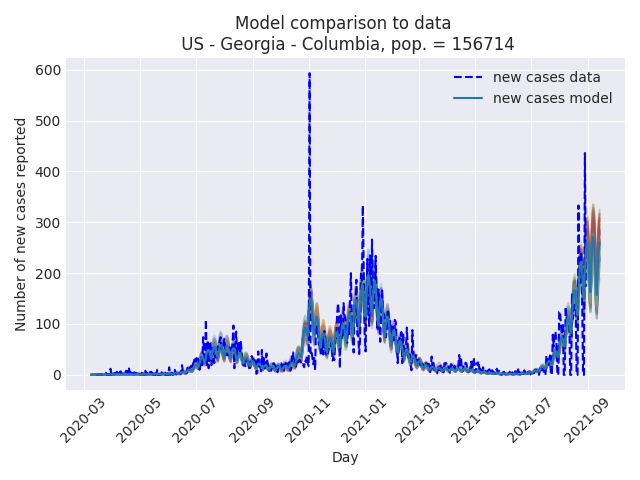 Model comparison to data
US - Georgia - Columbia, pop. = 156714
new cases data
new cases model
Number of new cases reported
600
500
400
300
200
100
0
2020-03
2020-05
2020-07
2020-09
2020-11
2021-01
2021-03
2021-05
2021-07
2021-09
Day